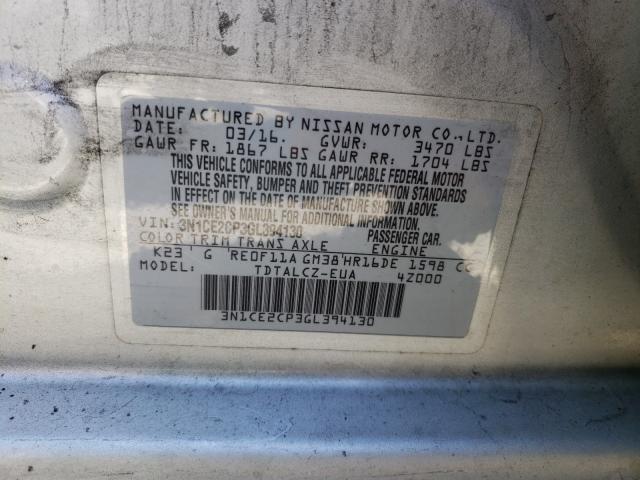 MANUFACTURED BY NISSAN MOTOR CO.,LTD.
DATE: 03/16. GVWR: 3470 LBS
GAWR FR: 1867 LBS GAWR RR: 1704 LBS
THIS VEHICLE CONFORMS TO ALL APPLICABLE FEDERAL MOTOR
VEHICLE SAFETY, BUMPER AND THEFT PREVENTION STANDARDS
IN EFFECT ON THE DATE OF MANUFACTURE SHOWN ABOVE.
SEE OWNER'S MANUAL FOR ADDITIONAL INFORMATION.
VIN: 3N1CE2CP3GL394130 PASSENGER CAR.
COLOR TRIM TRANS AXLE ENGINE
K23 G RE0F11A GM38 HR16DE 1598 CC
TDTALCZ-EUA 4Z000
3N1CE2CP3GL394130